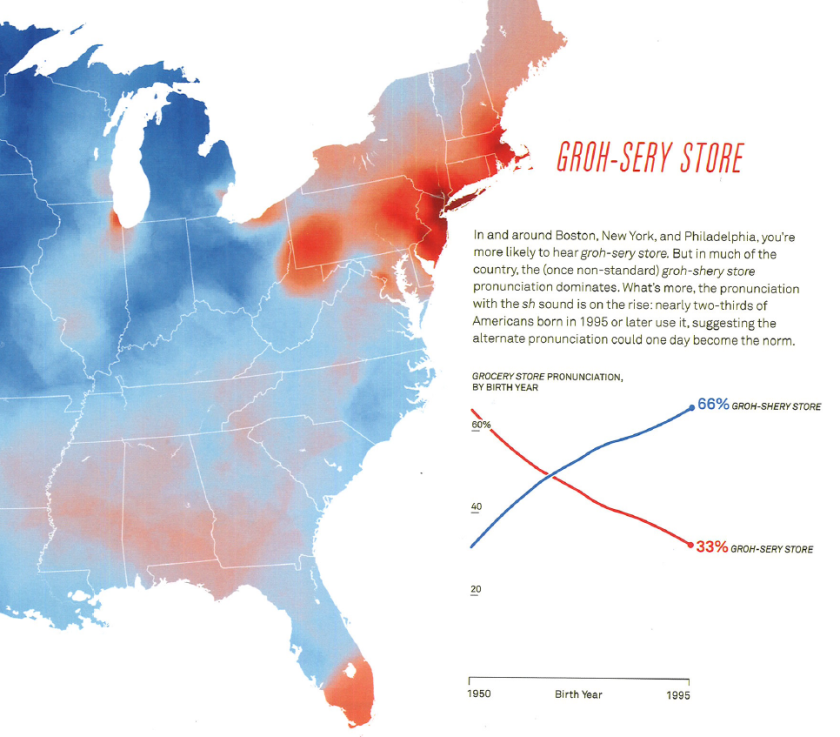 GROH-SERY STORE
In and around Boston, New York, and Philadelphia, you're
more likely to hear groh-sery store. But in much of the
country, the (once non-standard) groh-shery store
pronunciation dominates. What's more, the pronunciation
with the sh sound is on the rise: nearly two-thirds of
Americans born in 1995 or later use it, suggesting the
alternate pronunciation could one day become the norm.
GROCERY STORE PRONUNCIATION,
BY BIRTH YEAR
66% GROH-SHERY STORE
60%
40
33% GROH-SERY STORE
20
1950 Birth Year 1995